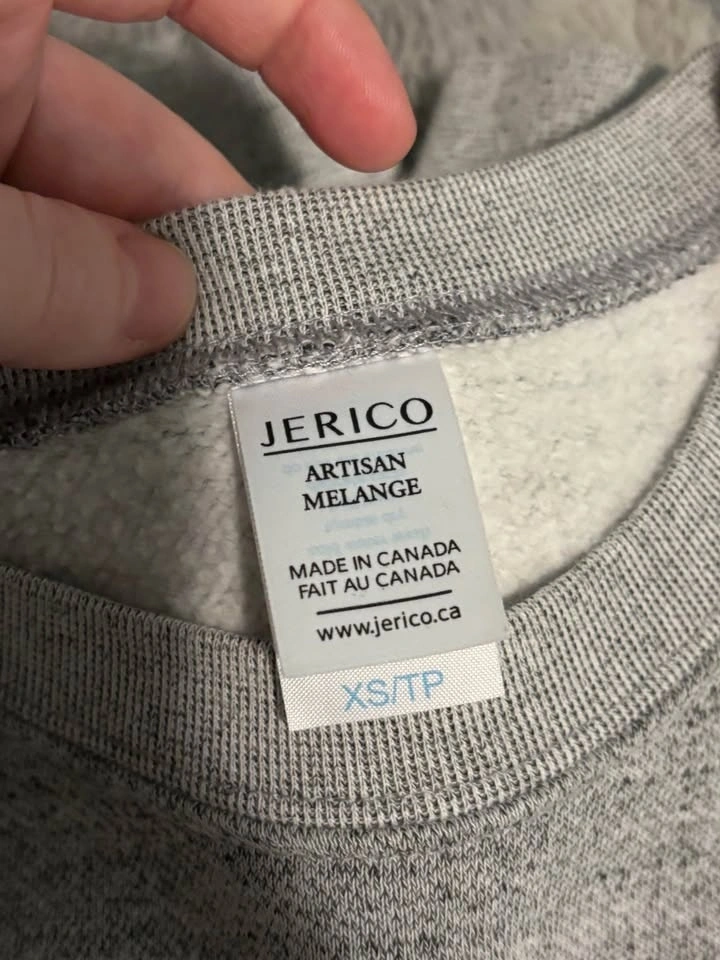 JERICO
ARTISAN
MELANGE
MADE IN CANADA
FAIT AU CANADA
www.jerico.ca
XS/TP